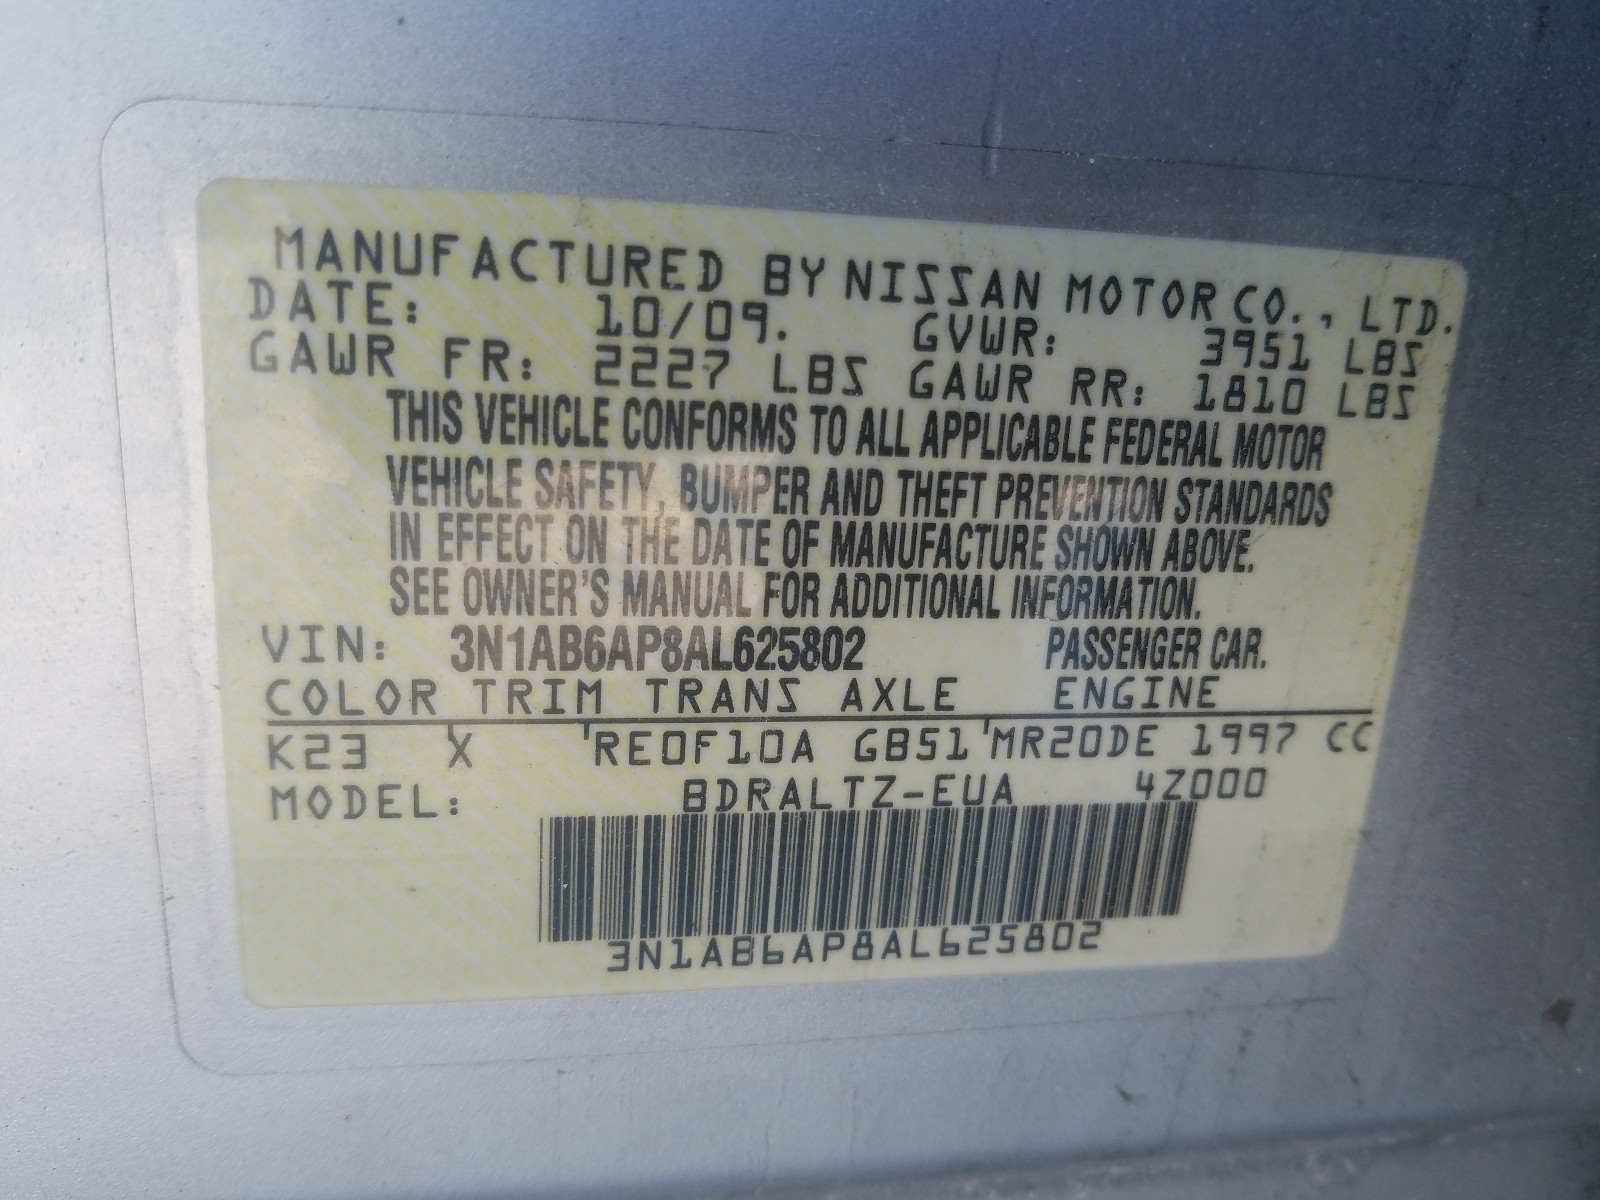 MANUFACTURED BY NISSAN MOTOR CO., LTD.
DATE: 10/09. GVWR: 3951 LBS
GAWR FR: 2227 LBS GAWR RR: 1810 LBS
THIS VEHICLE CONFORMS TO ALL APPLICABLE FEDERAL MOTOR
VEHICLE SAFETY, BUMPER AND THEFT PREVENTION STANDARDS
IN EFFECT ON THE DATE OF MANUFACTURE SHOWN ABOVE.
SEE OWNER'S MANUAL FOR ADDITIONAL INFORMATION.
VIN: 3N1AB6AP8AL625802 PASSENGER CAR.
COLOR TRIM TRANS AXLE ENGINE
K23 X RE0F10A GB51 MR20DE 1997 CC
MODEL: BDRALTZ-EUA 4Z000
3N1AB6AP8AL625802